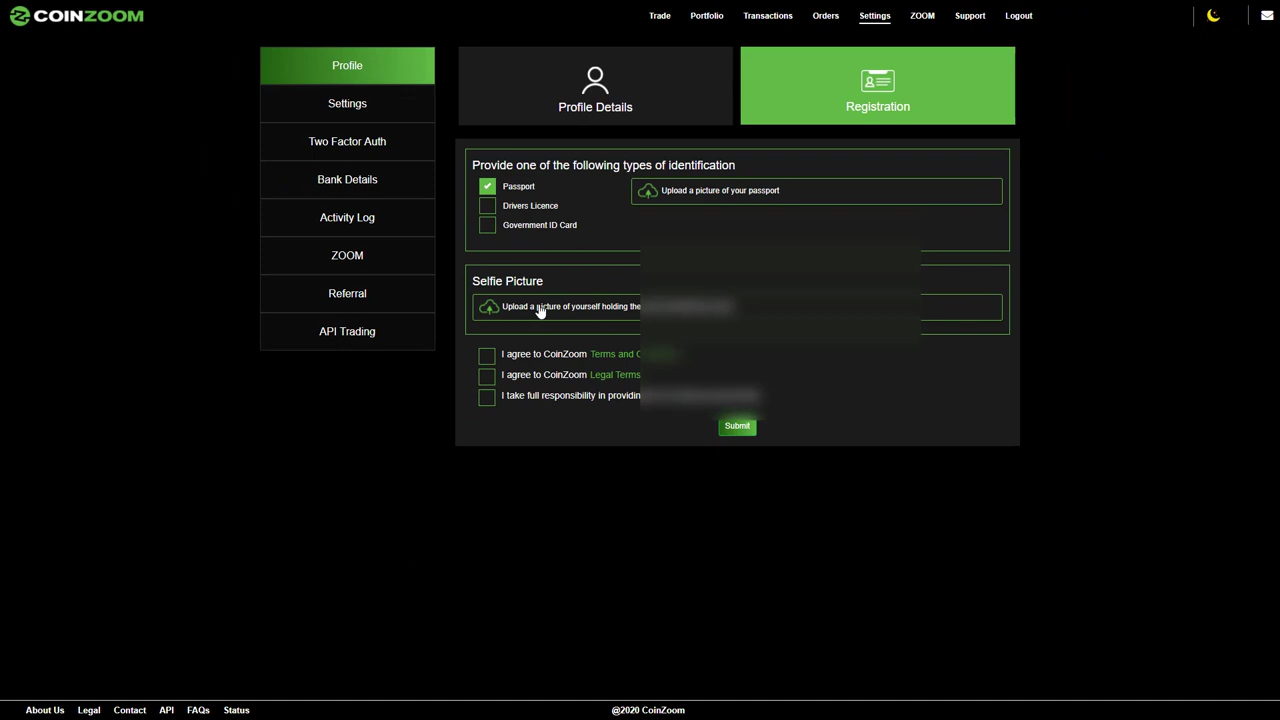 COINZOOM
Trade Portfolio Transactions Orders Settings ZOOM Support Logout
Profile
Settings
Two Factor Auth
Bank Details
Activity Log
ZOOM
Referral
API Trading
Profile Details
Registration
Provide one of the following types of identification
Passport
Drivers Licence
Government ID Card
Upload a picture of your passport
Selfie Picture
Upload a picture of yourself holding the
I agree to CoinZoom Terms and
I agree to CoinZoom Legal Terms
I take full responsibility in
Submit
About Us Legal Contact API FAQs Status
@2020 CoinZoom